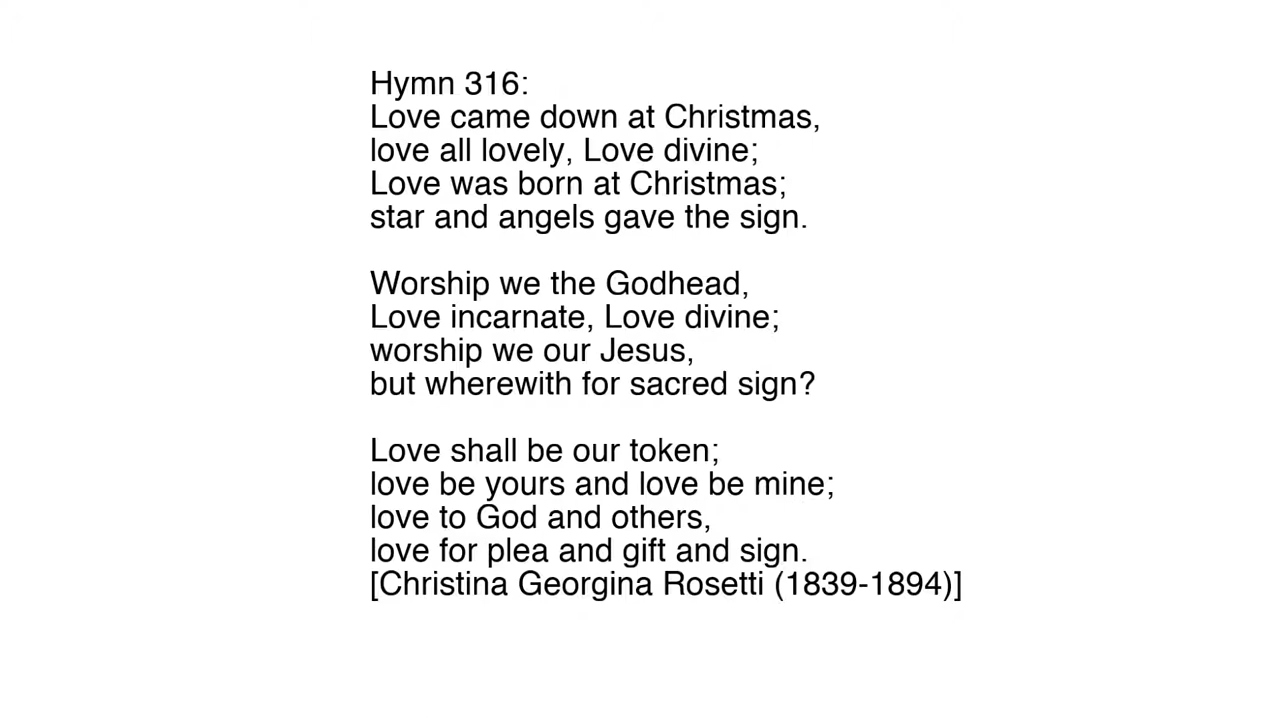 Hymn 316:
Love came down at Christmas,
love all lovely, Love divine;
Love was born at Christmas;
star and angels gave the sign.
Worship we the Godhead,
Love incarnate, Love divine;
worship we our Jesus,
but wherewith for sacred sign?
Love shall be our token;
love be yours and love be mine;
love to God and others,
love for plea and gift and sign.
[Christina Georgina Rosetti (1839-1894)]